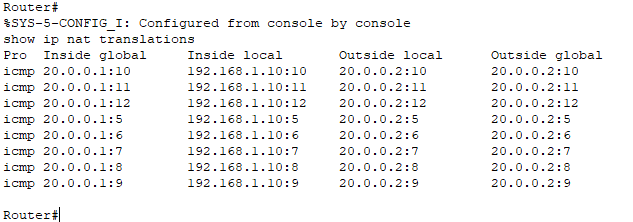 Router#
%SYS-5-CONFIG_I: Configured from console by console
show ip nat translations
Pro Inside global Inside local Outside local Outside global
icmp 20.0.0.1:10 192.168.1.10:10 20.0.0.2:10 20.0.0.2:10
icmp 20.0.0.1:11 192.168.1.10:11 20.0.0.2:11 20.0.0.2:11
icmp 20.0.0.1:12 192.168.1.10:12 20.0.0.2:12 20.0.0.2:12
icmp 20.0.0.1:5 192.168.1.10:5 20.0.0.2:5 20.0.0.2:5
icmp 20.0.0.1:6 192.168.1.10:6 20.0.0.2:6 20.0.0.2:6
icmp 20.0.0.1:7 192.168.1.10:7 20.0.0.2:7 20.0.0.2:7
icmp 20.0.0.1:8 192.168.1.10:8 20.0.0.2:8 20.0.0.2:8
icmp 20.0.0.1:9 192.168.1.10:9 20.0.0.2:9 20.0.0.2:9
Router#